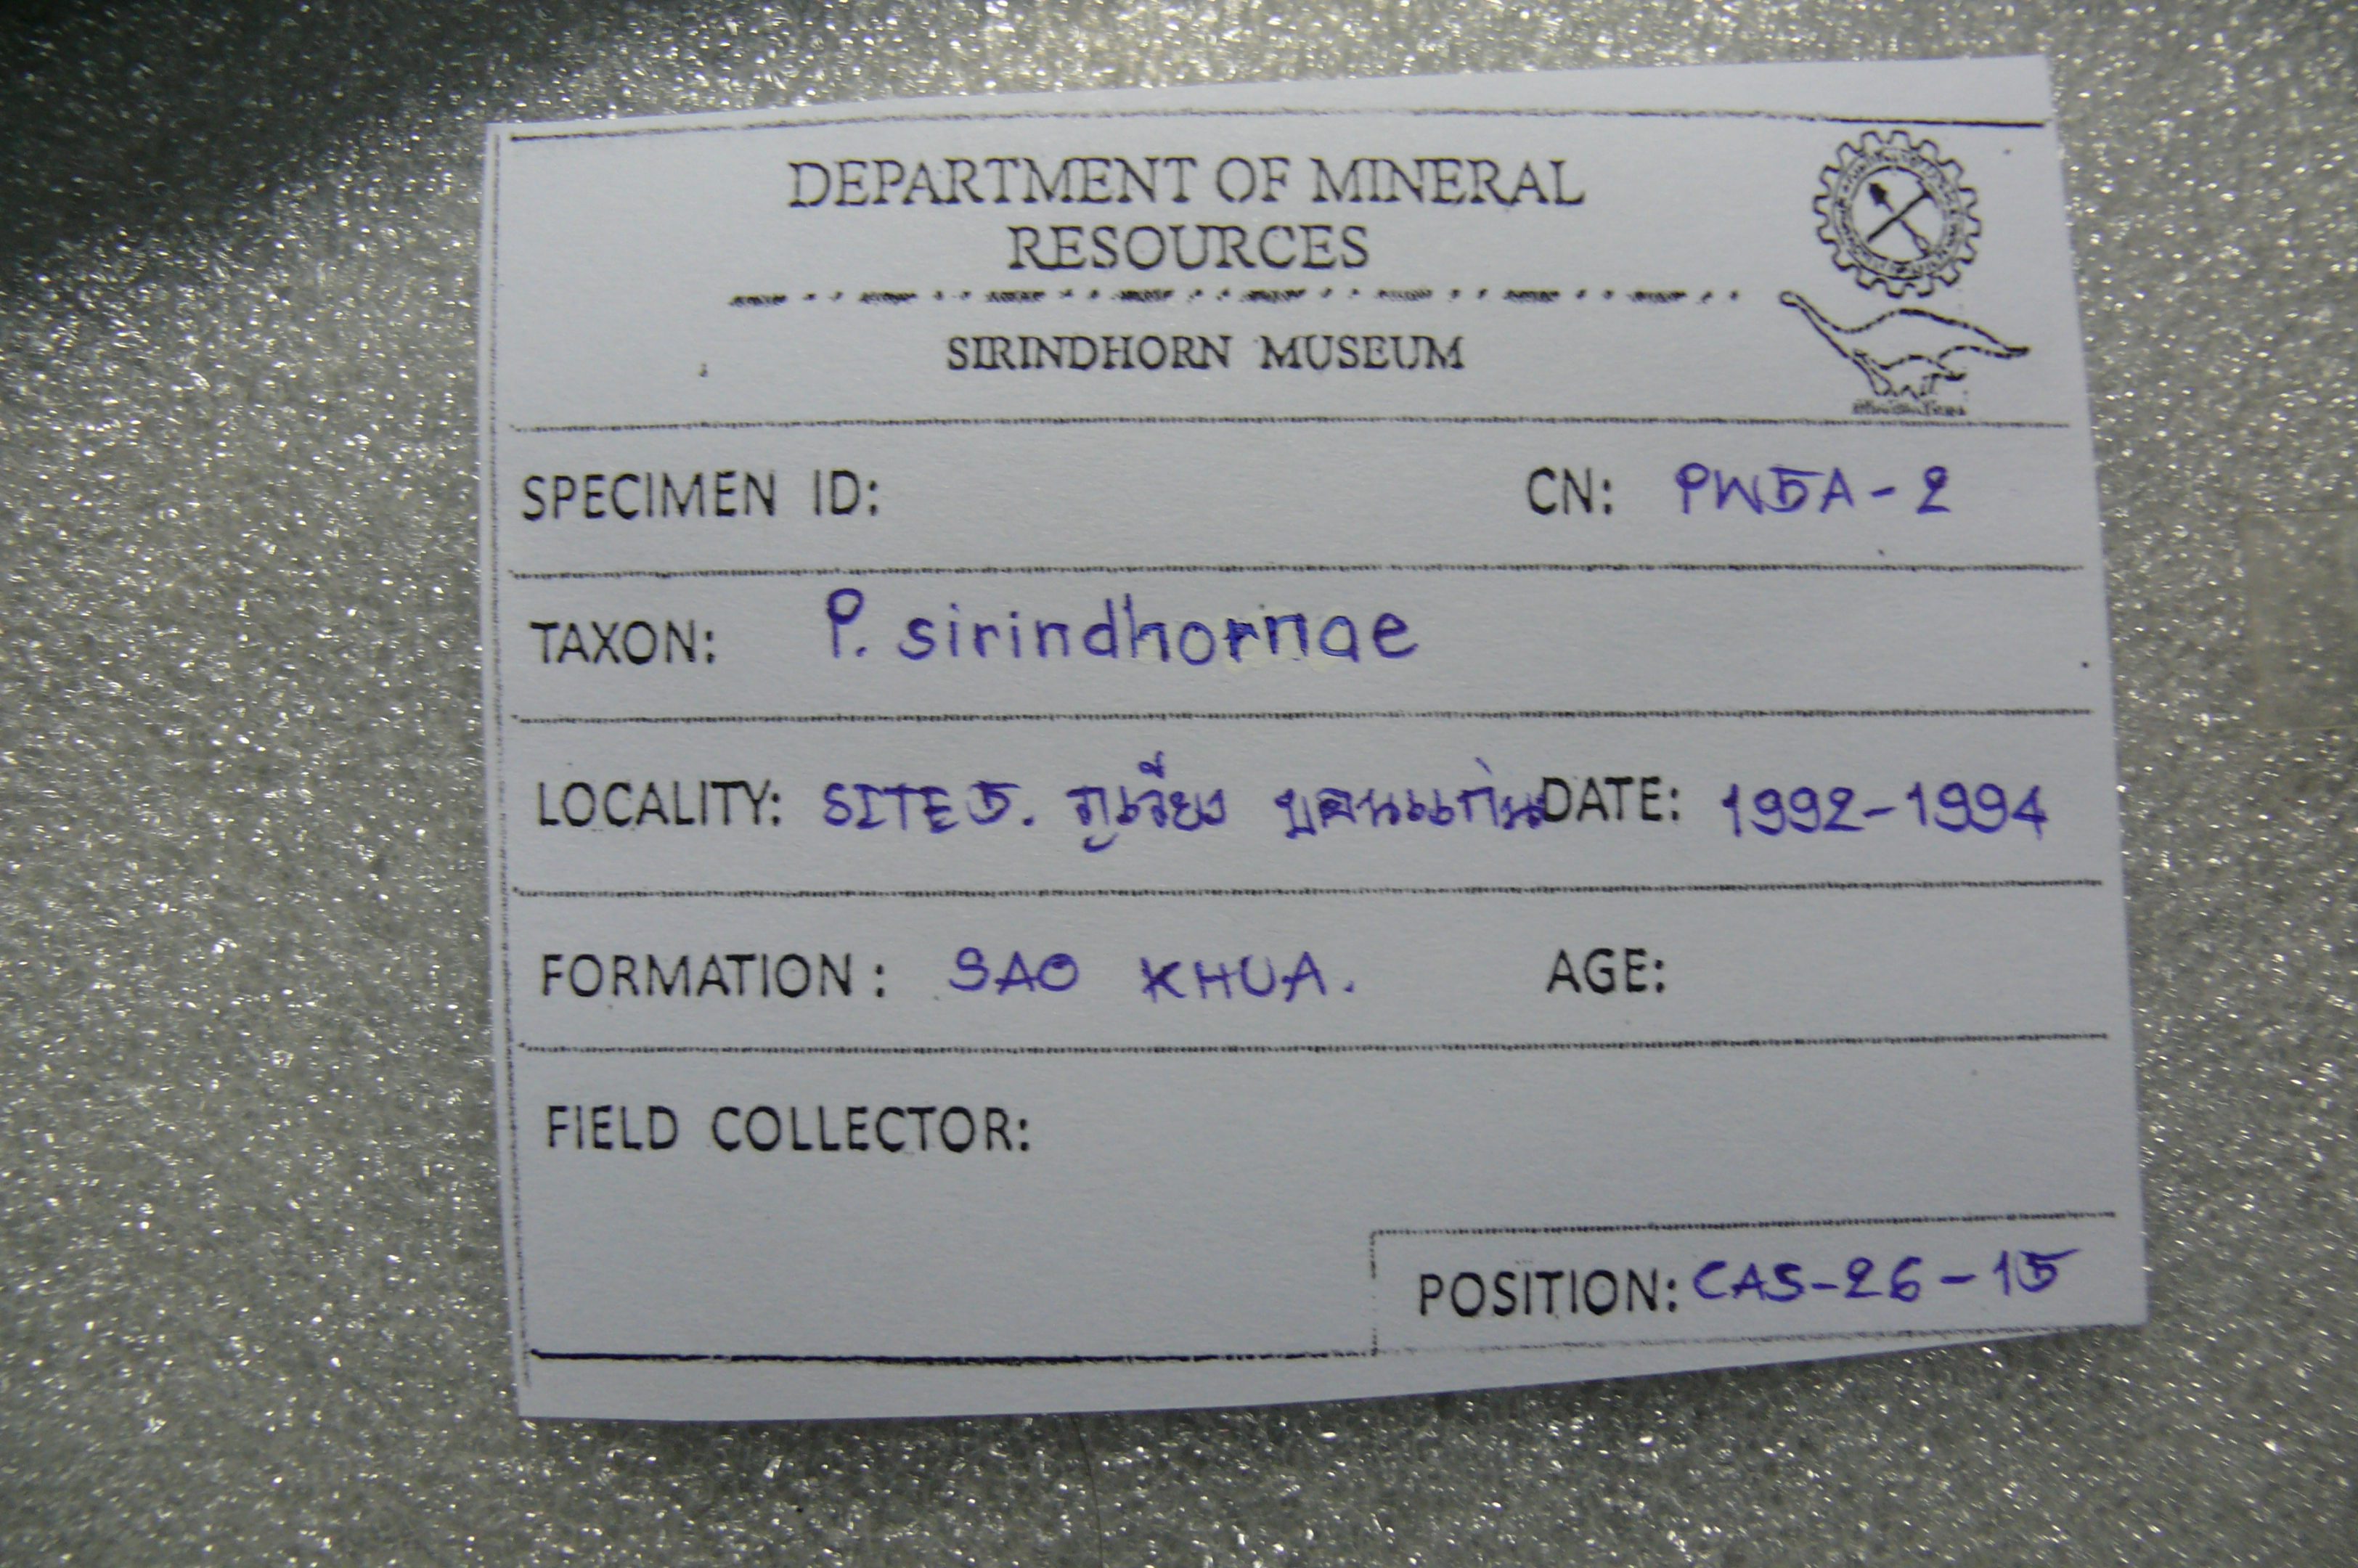 DEPARTMENT OF MINERAL
RESOURCES
SIRINDHORN MUSEUM
SPECIMEN ID: CN: PW5A-2
TAXON: P. sirindhornae
LOCALITY: SITE 5. ภูเวียง ขอนแก่น DATE: 1992-1994
FORMATION: SAO KHUA. AGE:
FIELD COLLECTOR:
POSITION: CAS-26-15